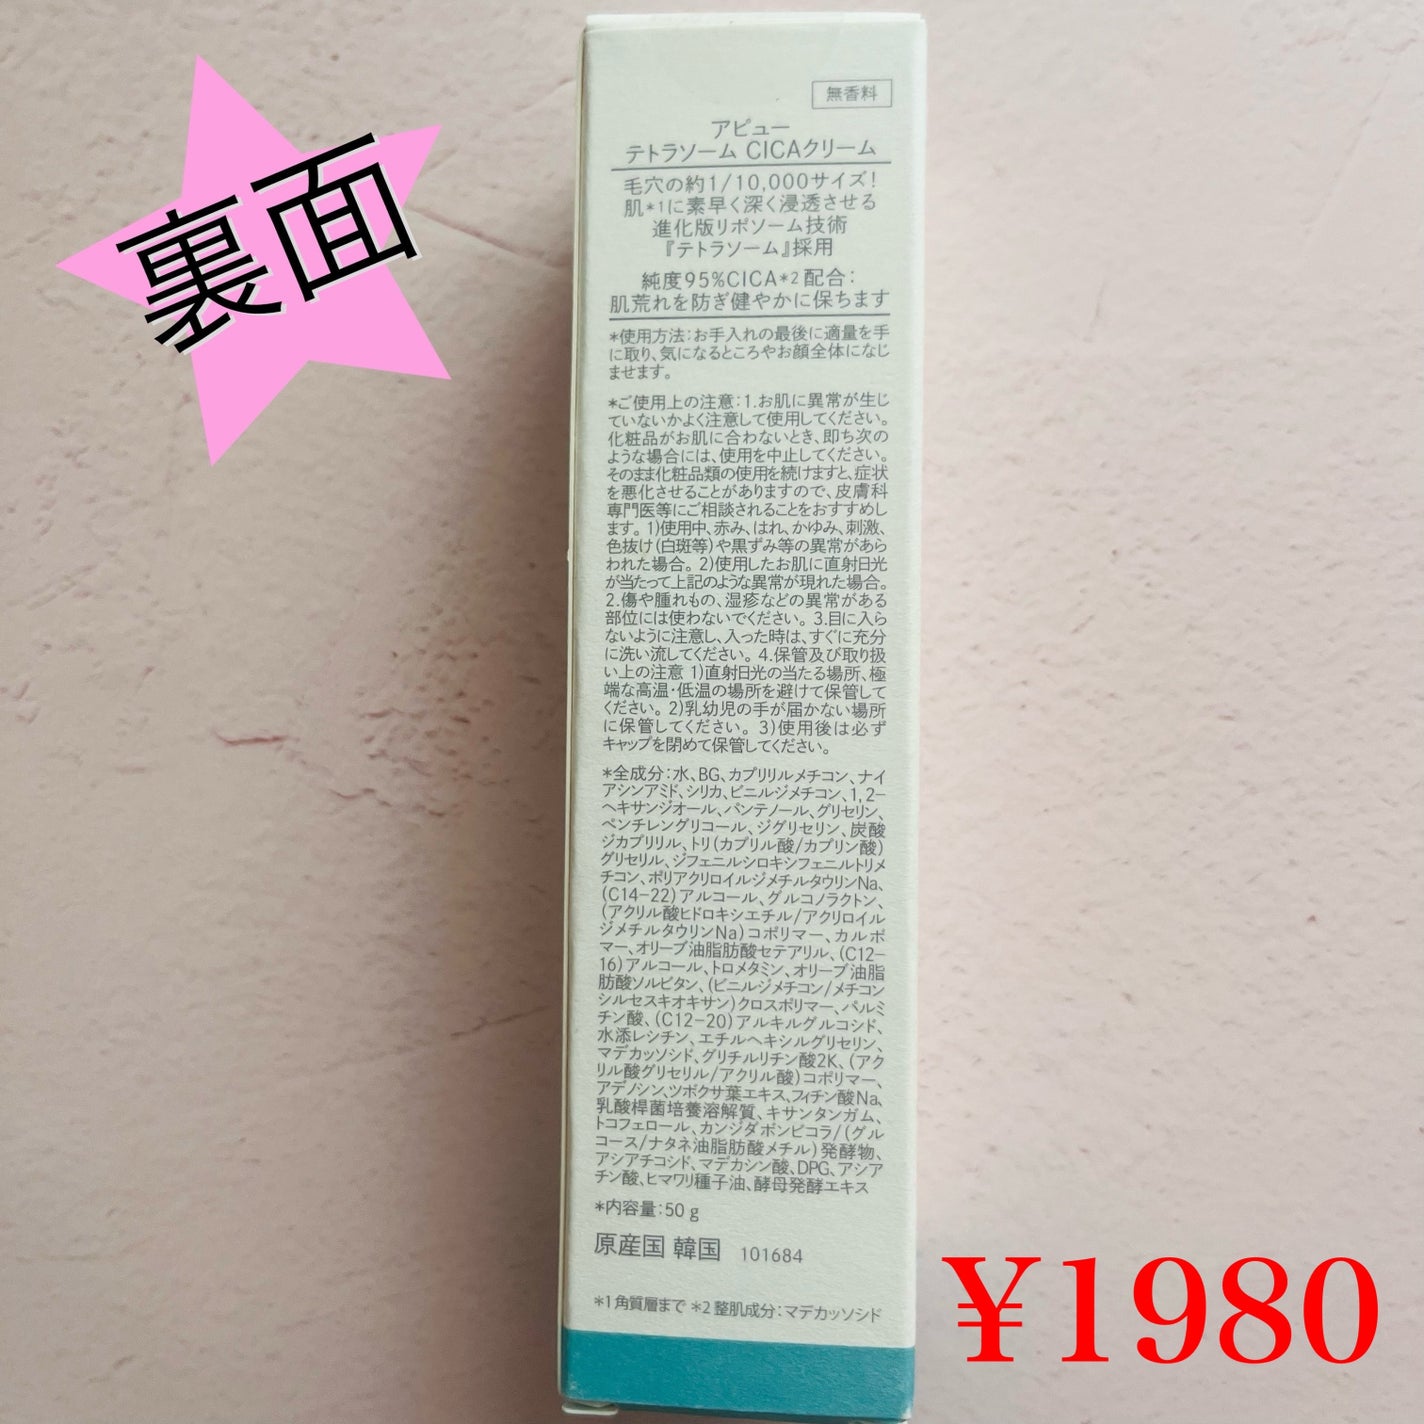 裏面
無香料
アピュー
テトラソーム CICAクリーム
毛穴の約1/10,000サイズ!
肌*1に素早く深く浸透させる
進化版リポソーム技術
『テトラソーム』採用
純度95%CICA*2配合:
肌荒れを防ぎ健やかに保ちます
*使用方法:お手入れの最後に適量を手
に取り、気になるところやお顔全体になじ
ませます。
*ご使用上の注意:1.お肌に異常が生じ
ていないかよく注意して使用してください。
化粧品がお肌に合わないとき、即ち次の
ような場合には、使用を中止してください。
そのまま化粧品類の使用を続けますと、症状
を悪化させることがありますので、皮膚科
専門医等にご相談されることをおすすめし
ます。1)使用中、赤み、はれ、かゆみ、刺激、
色抜け(白斑等)や黒ずみ等の異常があら
われた場合。2)使用したお肌に直射日光
が当たって上記のような異常が現れた場合。
2.傷や腫れもの、湿疹などの異常がある
部位には使わないでください。3.目に入ら
ないように注意し、入った時は、すぐに充分
に洗い流してください。4.保管及び取り扱
い上の注意 1)直射日光の当たる場所、極
端な高温・低温の場所を避けて保管して
ください。2)乳幼児の手が届かない場所
に保管してください。3)使用後は必ず
キャップを閉めて保管してください。
*全成分:水、BG、カプリリルメチコン、ナイ
アシンアミド、シリカ、ビニルジメチコン、1,2-
ヘキサンジオール、パンテノール、グリセリン、
ペンチレングリコール、ジグリセリン、炭酸
ジカプリリル、トリ(カプリル酸/カプリン酸)
グリセリル、ジフェニルシロキシフェニルトリメ
チコン、ポリアクリロイルジメチルタウリンNa、
(C14-22)アルコール、グルコノラクトン、
(アクリル酸ヒドロキシエチル/アクリロイル
ジメチルタウリンNa)コポリマー、カルボ
マー、オリーブ油脂肪酸セテアリル、(C12-
16)アルコール、トロメタミン、オリーブ油脂
肪酸ソルビタン、(ビニルジメチコン/メチコン
シルセスキオキサン)クロスポリマー、パルミ
チン酸、(C12-20)アルキルグルコシド、
水添レシチン、エチルヘキシルグリセリン、
マデカッソシド、グリチルリチン酸2K、(アク
リル酸グリセリル/アクリル酸)コポリマー、
アデノシン、ツボクサ葉エキス、フィチン酸Na、
乳酸桿菌培養溶解質、キサンタンガム、
トコフェロール、カンジダボンビコラ/(グル
コース/ナタネ油脂肪酸メチル)発酵物、
アシアチコシド、マデカシン酸、DPG、アシア
チン酸、ヒマワリ種子油、酵母発酵エキス
*内容量:50 g
原産国 韓国 101684
*1角質層まで *2整肌成分:マデカッソシド
¥1980